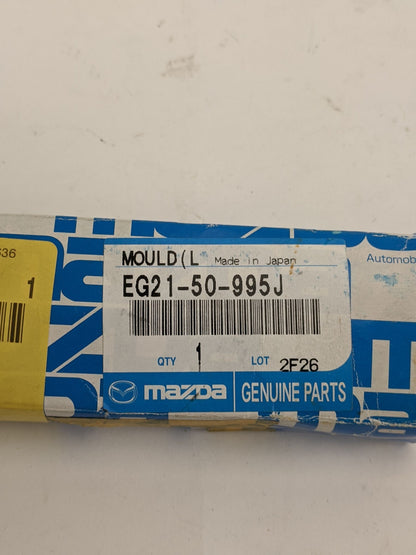 MOULD(L Made in Japan
EG21-50-995J
QTY 1 LOT 2F26
mazda GENUINE PARTS
536
1
Automob